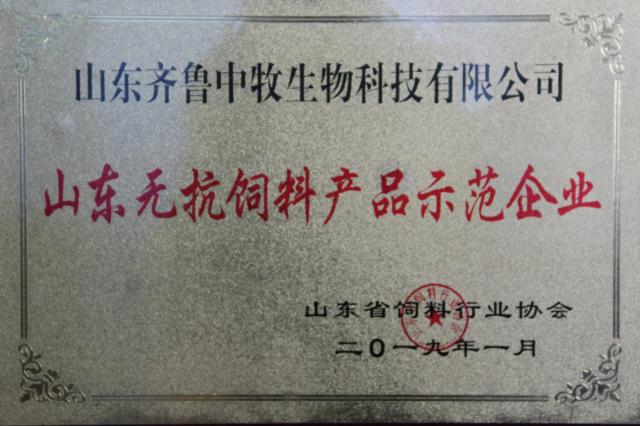 山东齐鲁中牧生物科技有限公司
山东无抗饲料产品示范企业
山东省饲料行业协会
二〇一九年一月